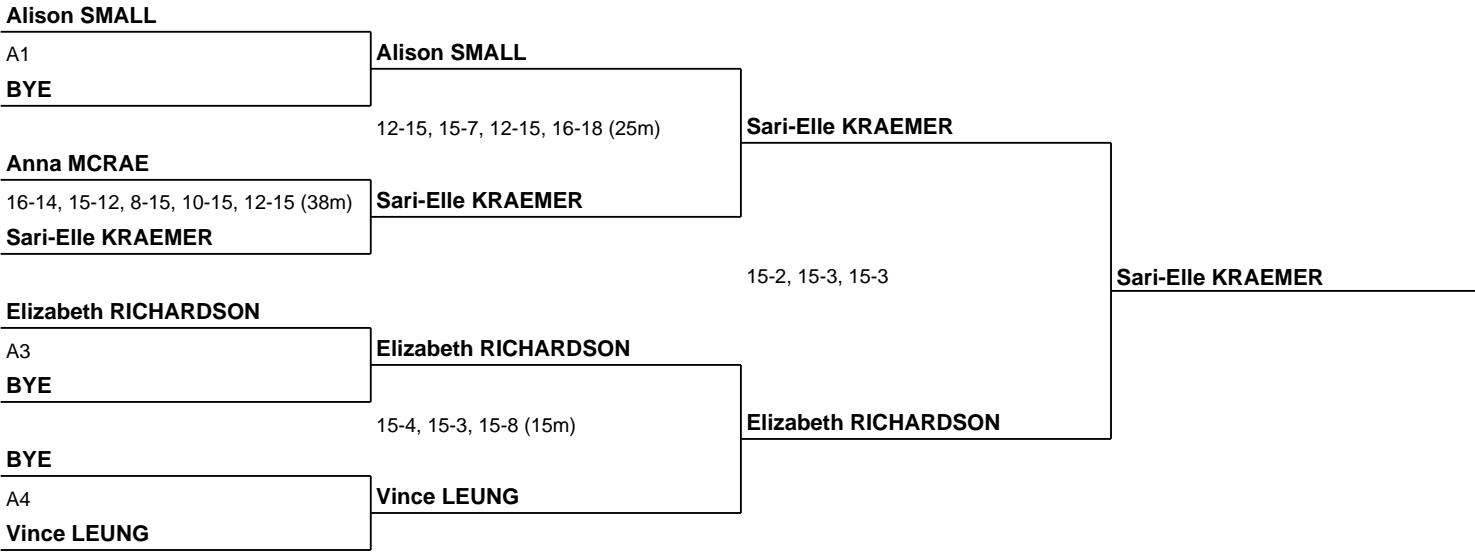 Alison SMALL
A1
BYE
Alison SMALL
12-15, 15-7, 12-15, 16-18 (25m)
Anna MCRAE
16-14, 15-12, 8-15, 10-15, 12-15 (38m)
Sari-Elle KRAEMER
Sari-Elle KRAEMER
Sari-Elle KRAEMER
15-2, 15-3, 15-3
Sari-Elle KRAEMER
Elizabeth RICHARDSON
A3
BYE
Elizabeth RICHARDSON
15-4, 15-3, 15-8 (15m)
Elizabeth RICHARDSON
BYE
A4
Vince LEUNG
Vince LEUNG